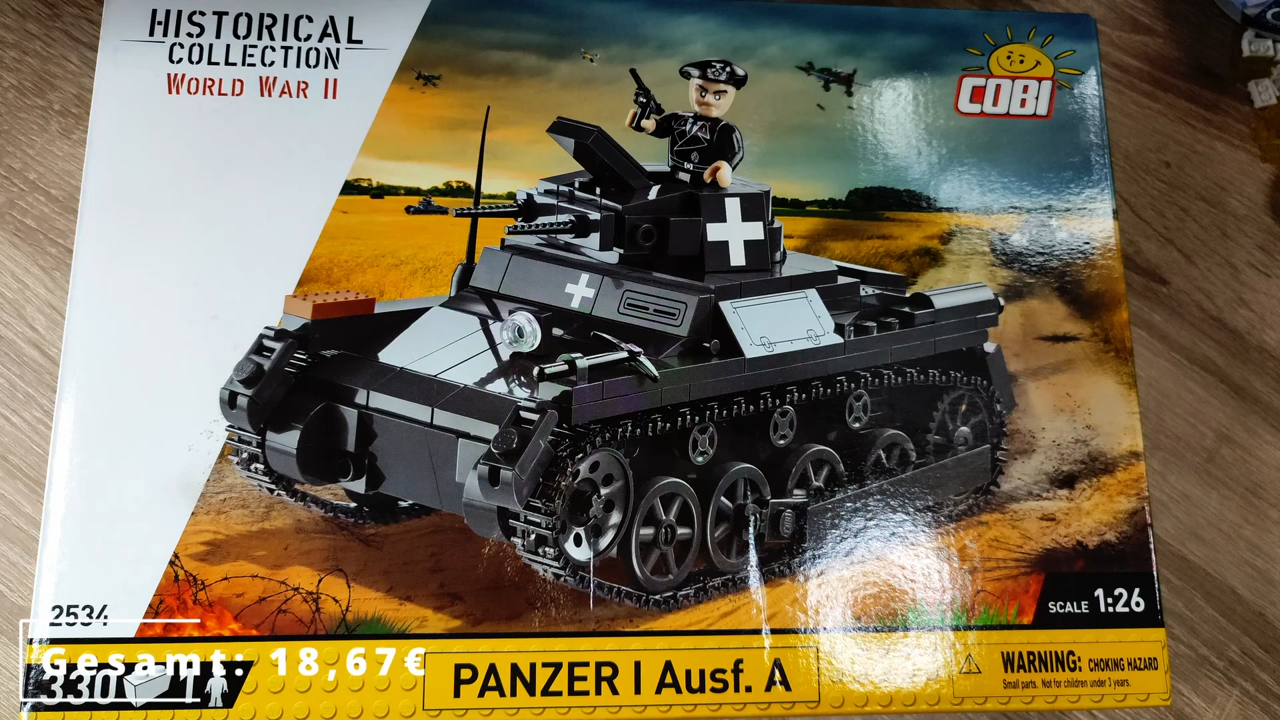 HISTORICAL
COLLECTION
WORLD WAR II
COBI
2534
SCALE 1:26
Gesamt: 18,67€
330 1
PANZER I Ausf. A
WARNING: CHOKING HAZARD
Small parts. Not for children under 3 years.